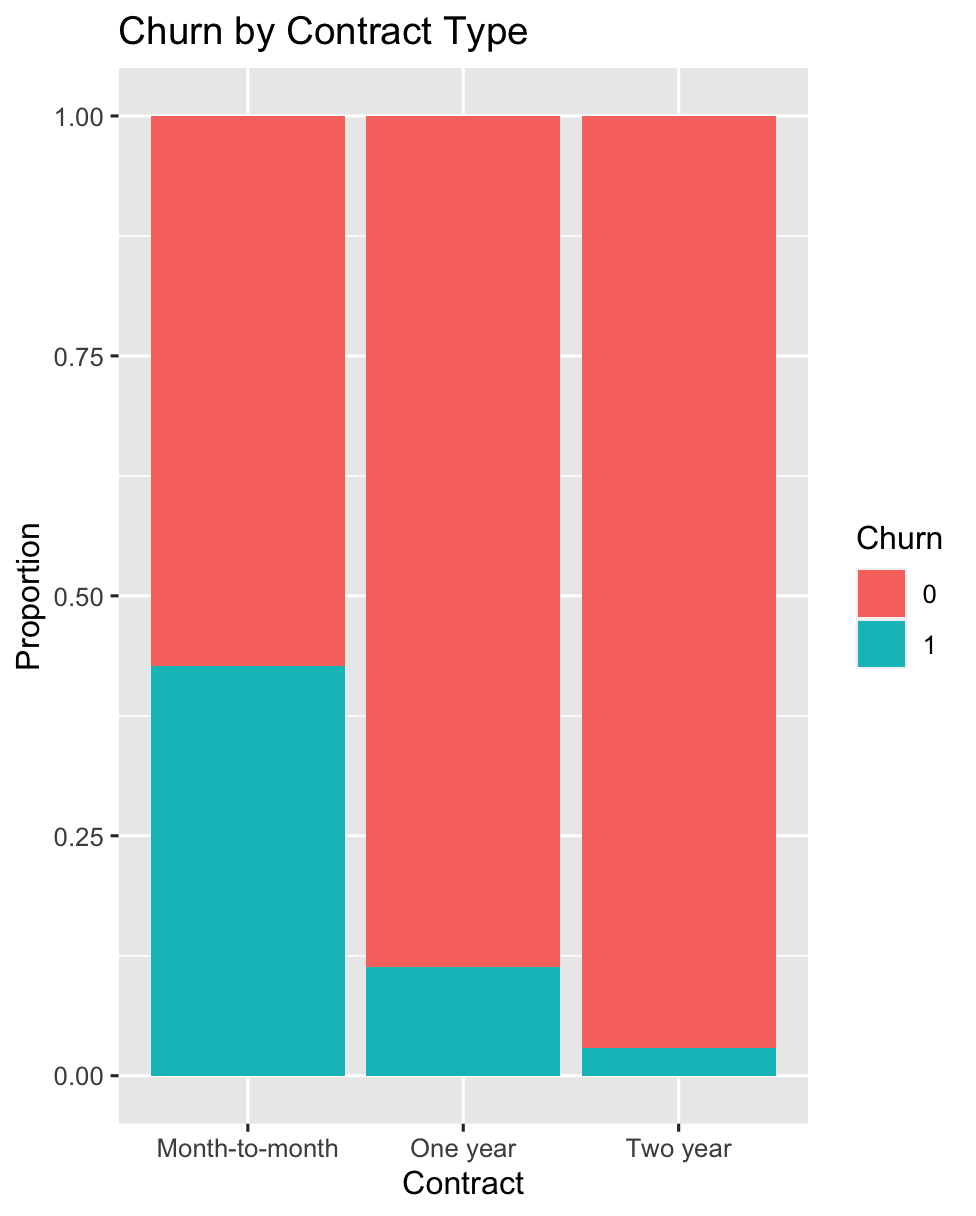 Churn by Contract Type
1.00
0.75
0.50
0.25
0.00
Proportion
Month-to-month One year Two year
Contract
Churn
0
1